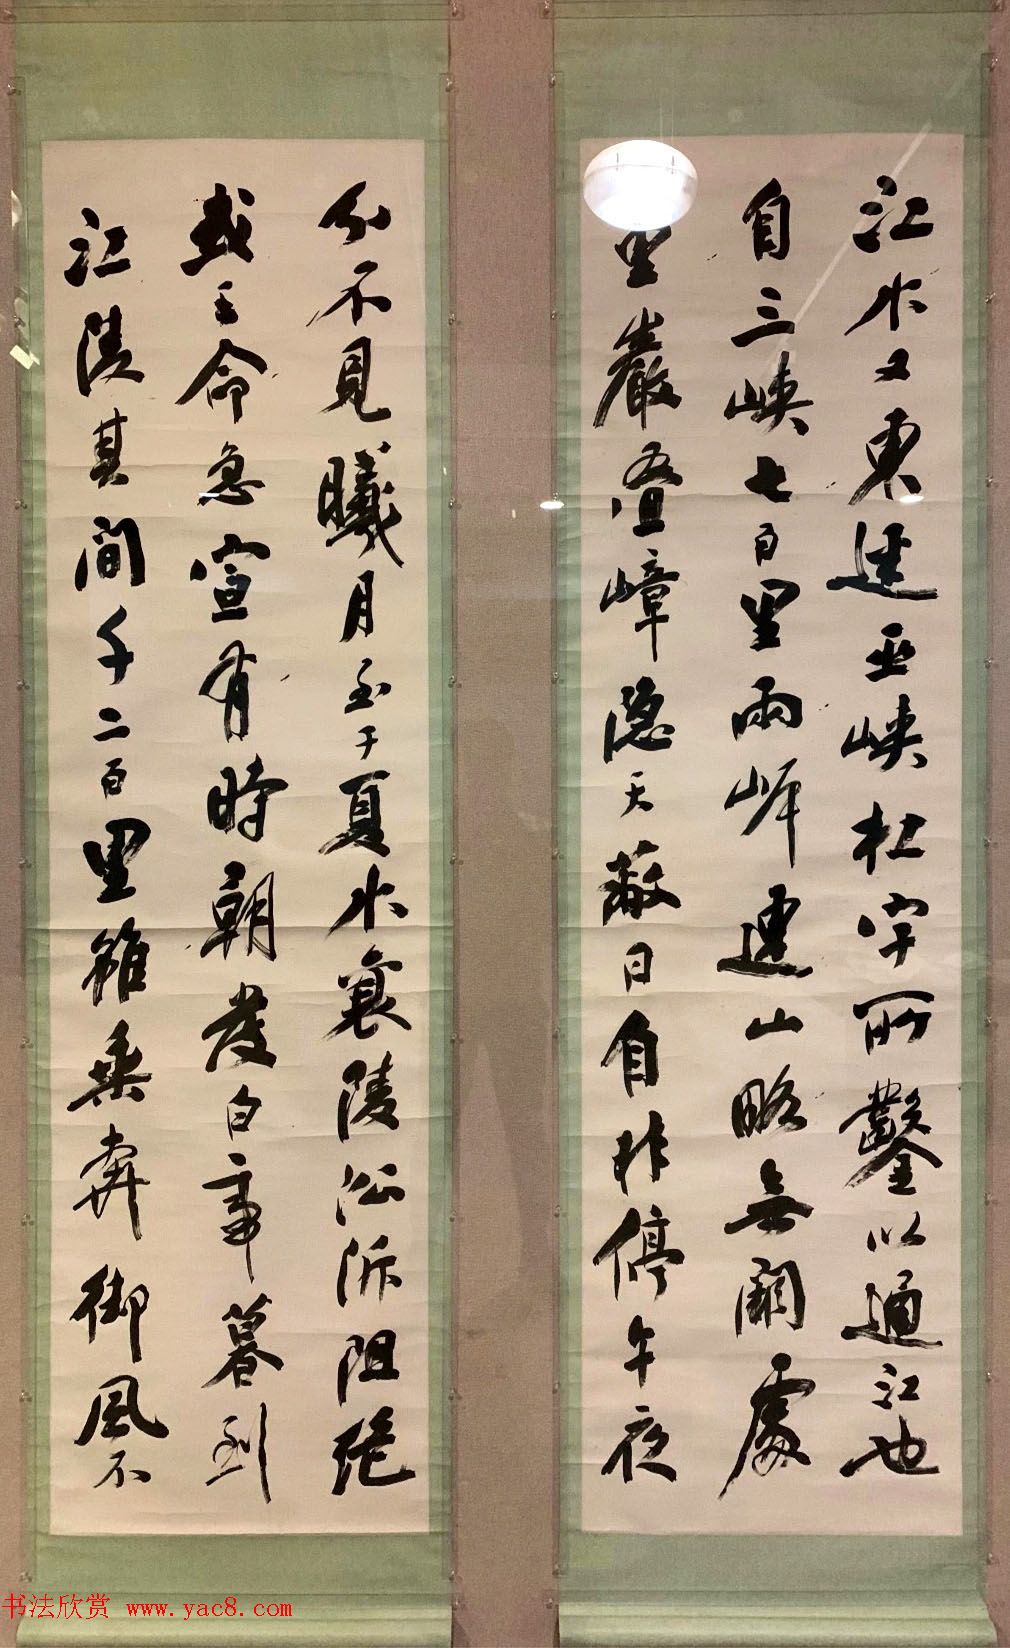 江水又東逕巫峽杜宇所鑿以通江也
自三峽七百里兩岸連山略無闕處
巖疊嶂隱天蔽日自非停午夜
分不見曦月至于夏水襄陵沿泝阻絕
或王命急宣有時朝發白帝暮到
江陵其間千二百里雖乘奔御風不
书法欣赏 www.yac8.com